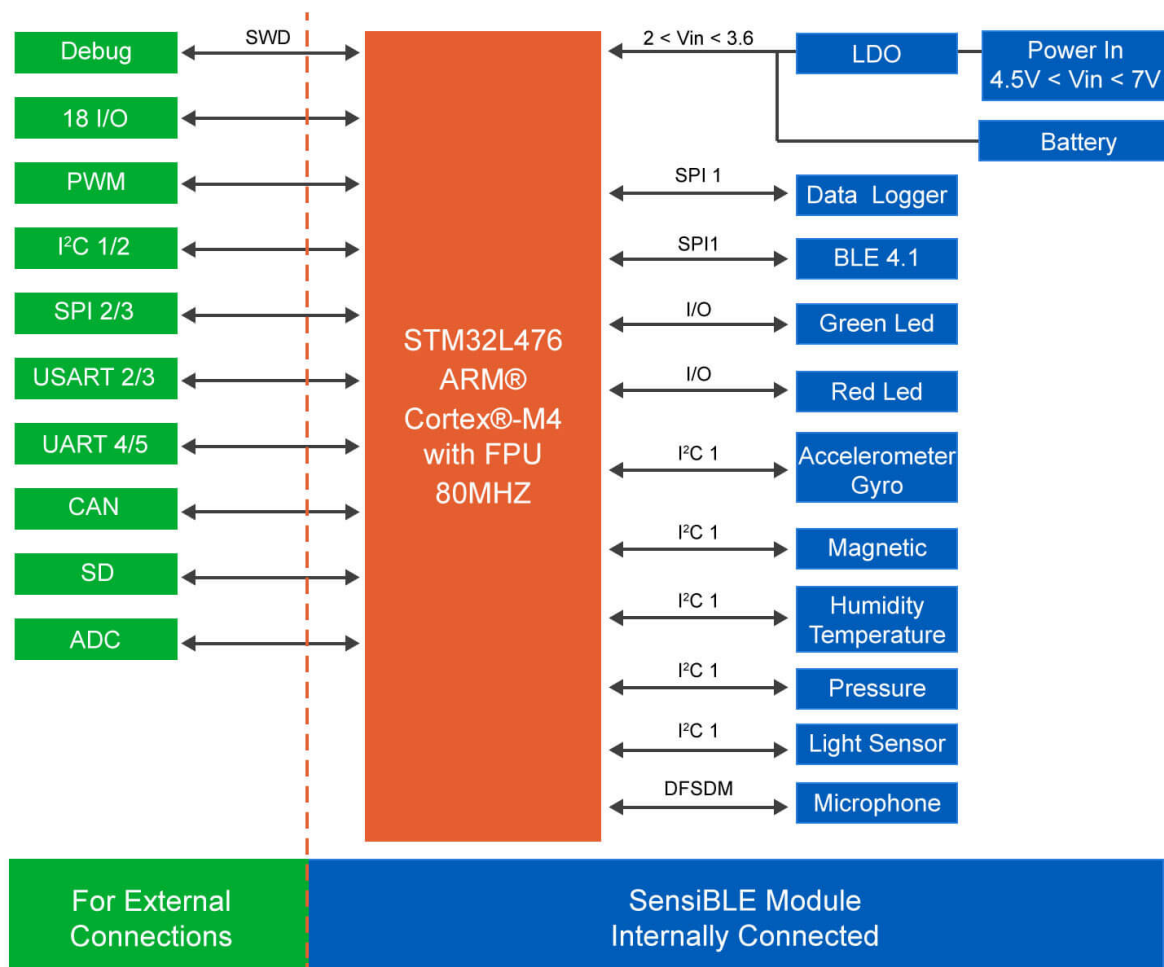 Debug
SWD
18 I/O
PWM
I²C 1/2
SPI 2/3
USART 2/3
UART 4/5
CAN
SD
ADC
STM32L476
ARM®
Cortex®-M4
with FPU
80MHZ
2 < Vin < 3.6
LDO
Power In
4.5V < Vin < 7V
Battery
SPI 1
Data Logger
SPI1
BLE 4.1
I/O
Green Led
I/O
Red Led
I²C 1
Accelerometer
Gyro
I²C 1
Magnetic
I²C 1
Humidity
Temperature
I²C 1
Pressure
I²C 1
Light Sensor
DFSDM
Microphone
For External
Connections
SensiBLE Module
Internally Connected